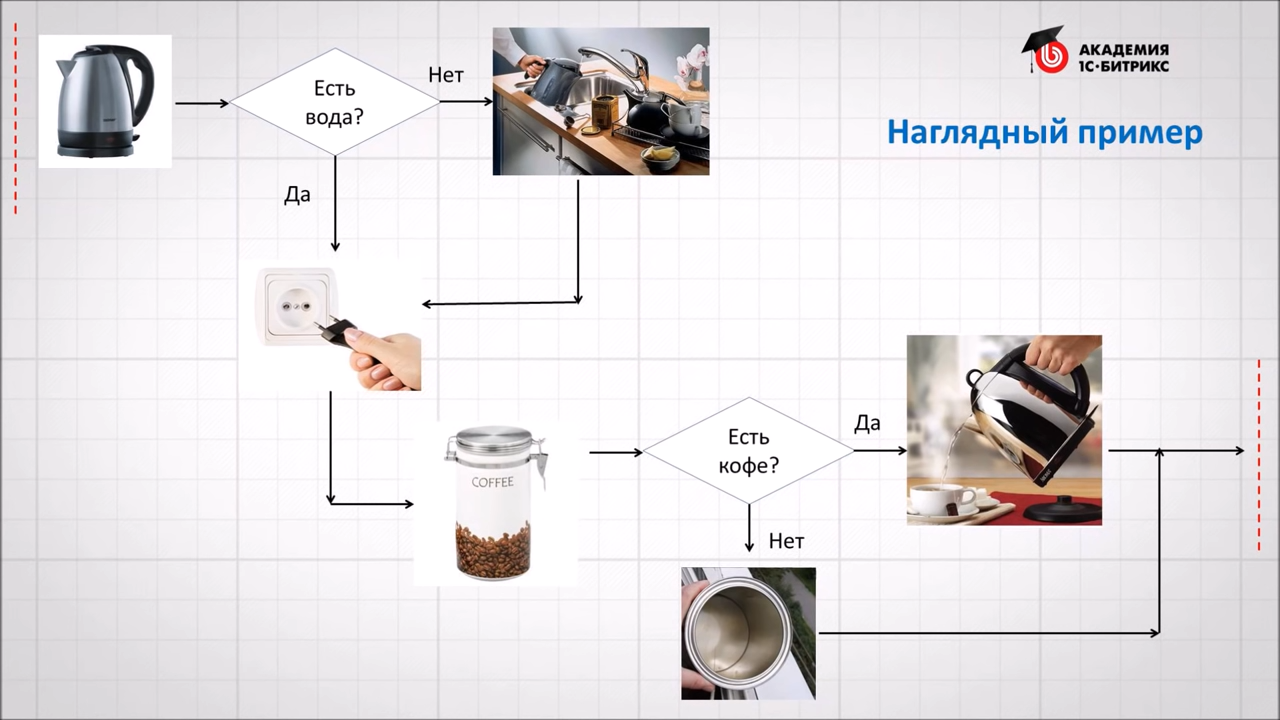 АКАДЕМИЯ
1С·БИТРИКС
Наглядный пример
Есть
вода?
Нет
Да
COFFEE
Есть
кофе?
Да
Нет